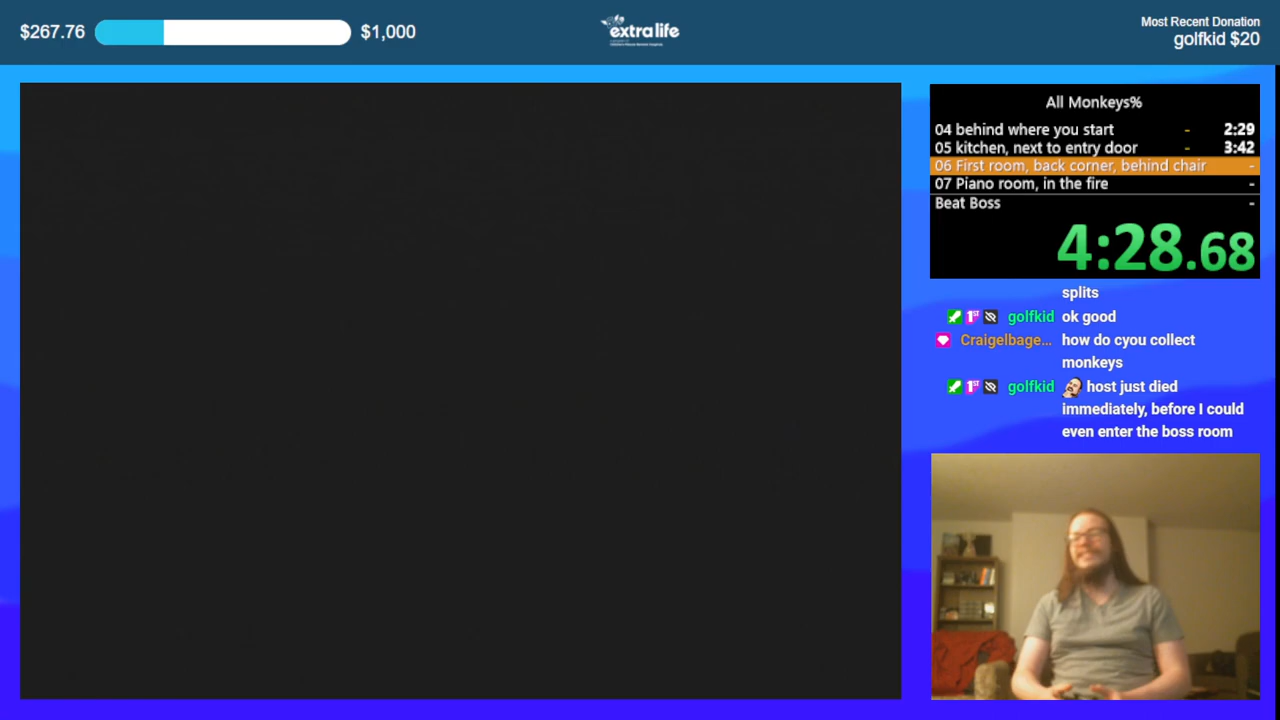 $267.76
$1,000
extralife
Most Recent Donation
golfkid $20
All Monkeys%
04 behind where you start - 2:29
05 kitchen, next to entry door - 3:42
06 First room, back corner, behind chair -
07 Piano room, in the fire -
Beat Boss -
4:28.68
splits
golfkid ok good
Craigelbage... how do cyou collect
monkeys
golfkid host just died
immediately, before I could
even enter the boss room